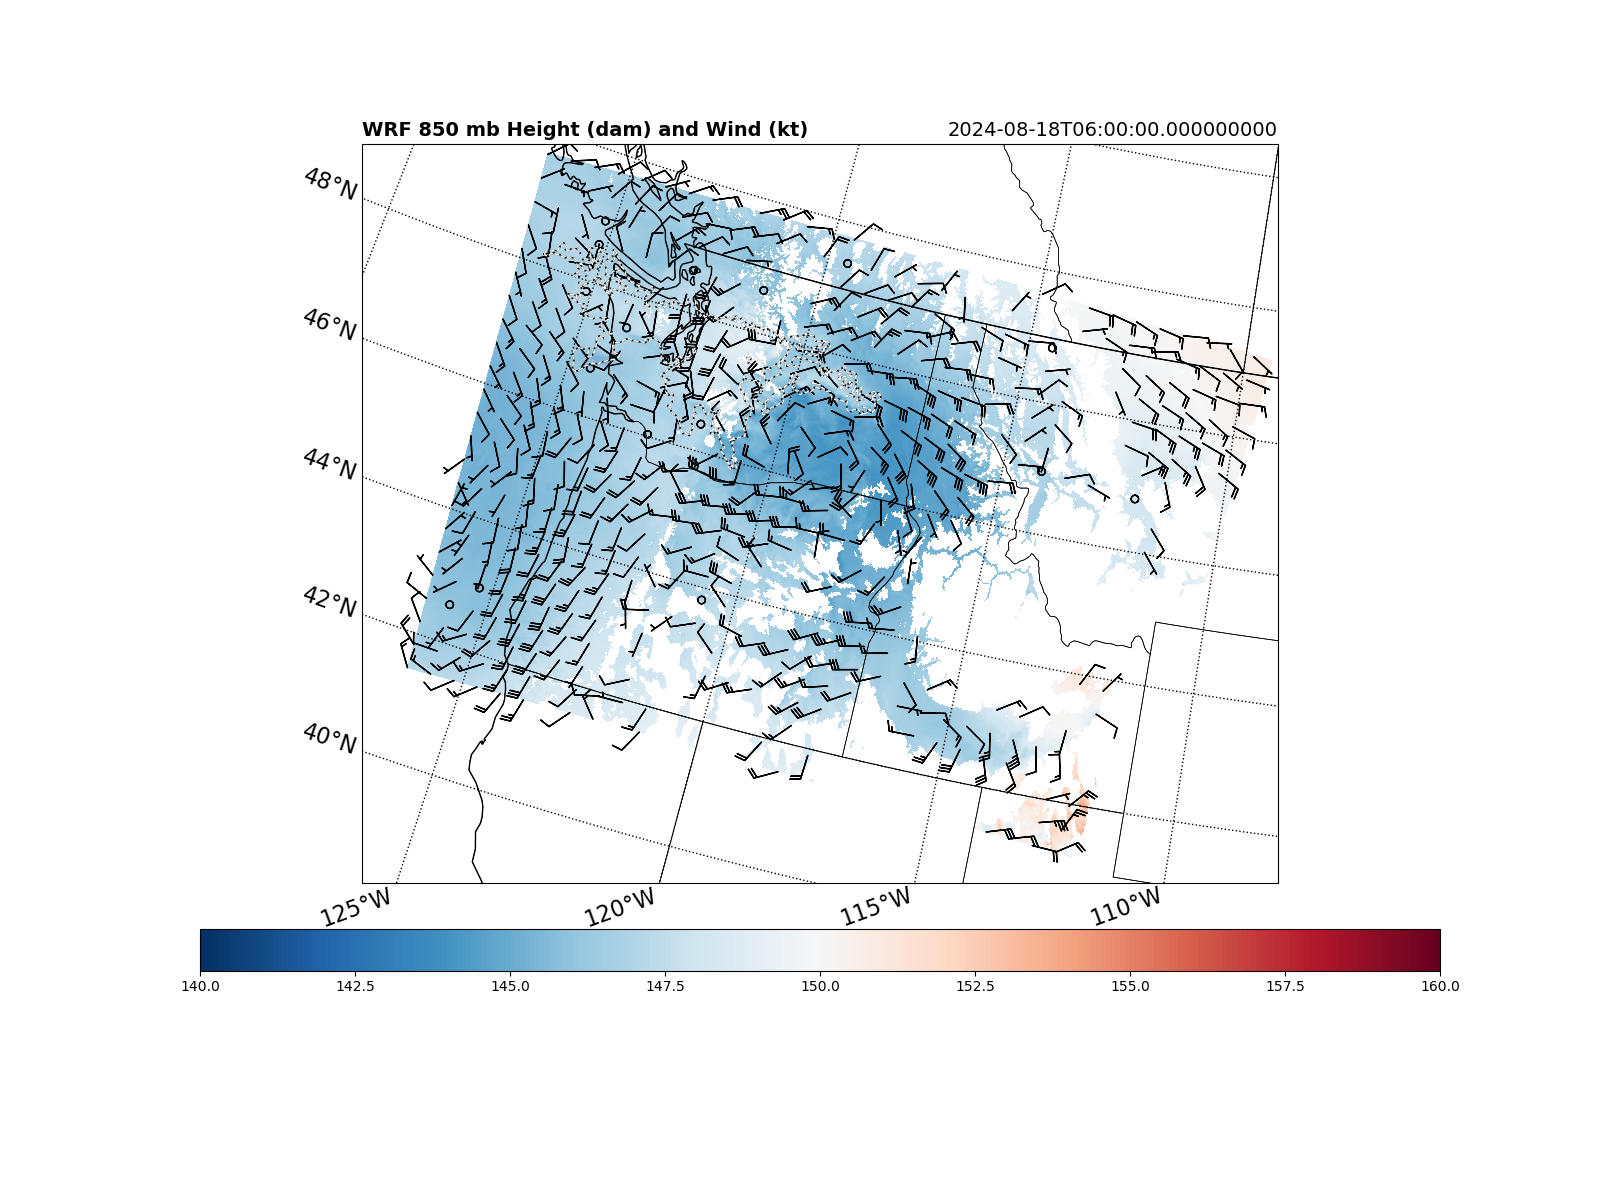 WRF 850 mb Height (dam) and Wind (kt)
2024-08-18T06:00:00.000000000
48°N
46°N
44°N
42°N
40°N
125°W
120°W
115°W
110°W
140.0
142.5
145.0
147.5
150.0
152.5
155.0
157.5
160.0